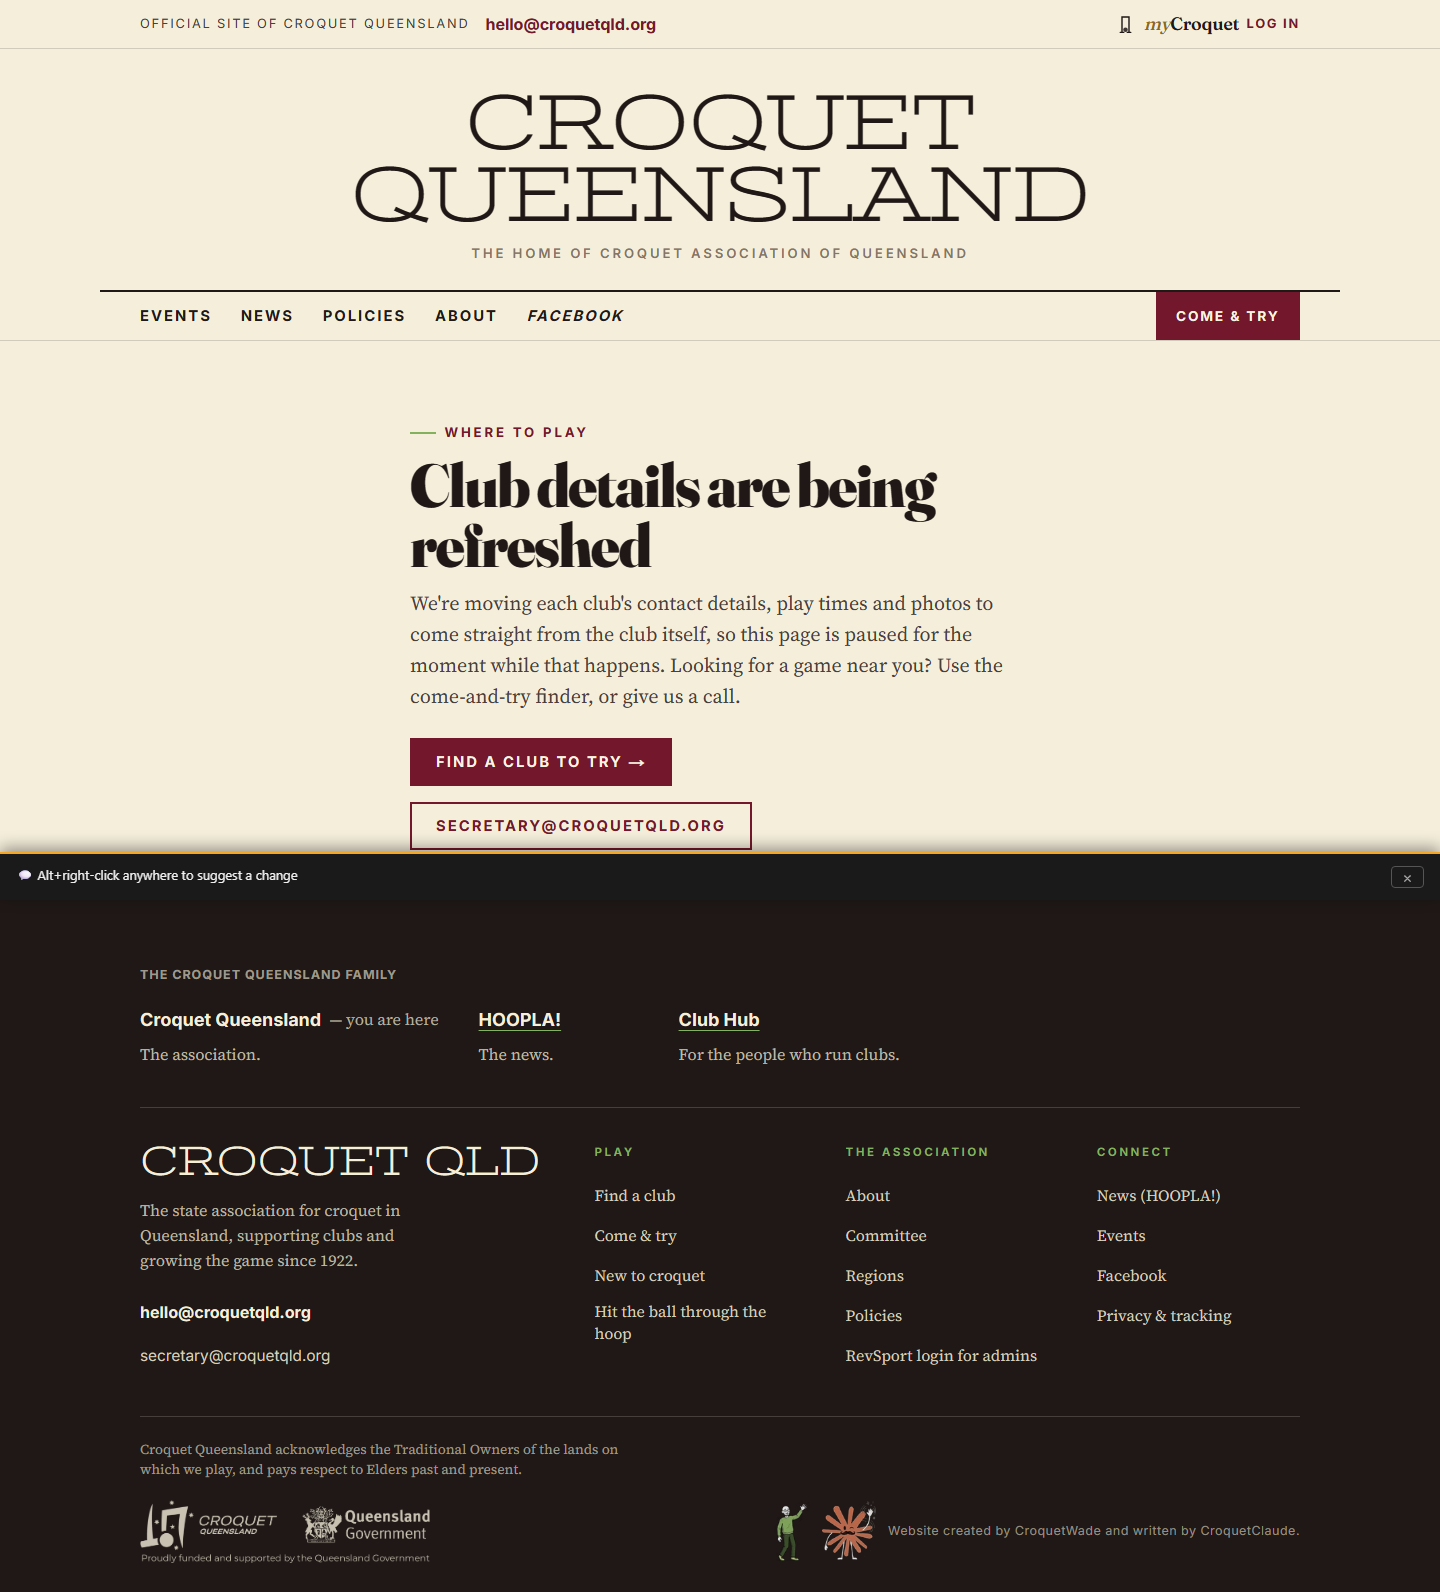 OFFICIAL SITE OF CROQUET QUEENSLAND hello@croquetqld.org
myCroquet LOG IN
CROQUET
QUEENSLAND
THE HOME OF CROQUET ASSOCIATION OF QUEENSLAND
EVENTS NEWS POLICIES ABOUT FACEBOOK
COME & TRY
WHERE TO PLAY
Club details are being
refreshed
We're moving each club's contact details, play times and photos to
come straight from the club itself, so this page is paused for the
moment while that happens. Looking for a game near you? Use the
come-and-try finder, or give us a call.
FIND A CLUB TO TRY →
SECRETARY@CROQUETQLD.ORG
Alt+right-click anywhere to suggest a change
×
THE CROQUET QUEENSLAND FAMILY
Croquet Queensland — you are here
The association.
HOOPLA!
The news.
Club Hub
For the people who run clubs.
CROQUET QLD
The state association for croquet in
Queensland, supporting clubs and
growing the game since 1922.
hello@croquetqld.org
secretary@croquetqld.org
PLAY
Find a club
Come & try
New to croquet
Hit the ball through the
hoop
THE ASSOCIATION
About
Committee
Regions
Policies
RevSport login for admins
CONNECT
News (HOOPLA!)
Events
Facebook
Privacy & tracking
Croquet Queensland acknowledges the Traditional Owners of the lands on
which we play, and pays respect to Elders past and present.
CROQUET
QUEENSLAND
Queensland
Government
Proudly funded and supported by the Queensland Government
Website created by CroquetWade and written by CroquetClaude.